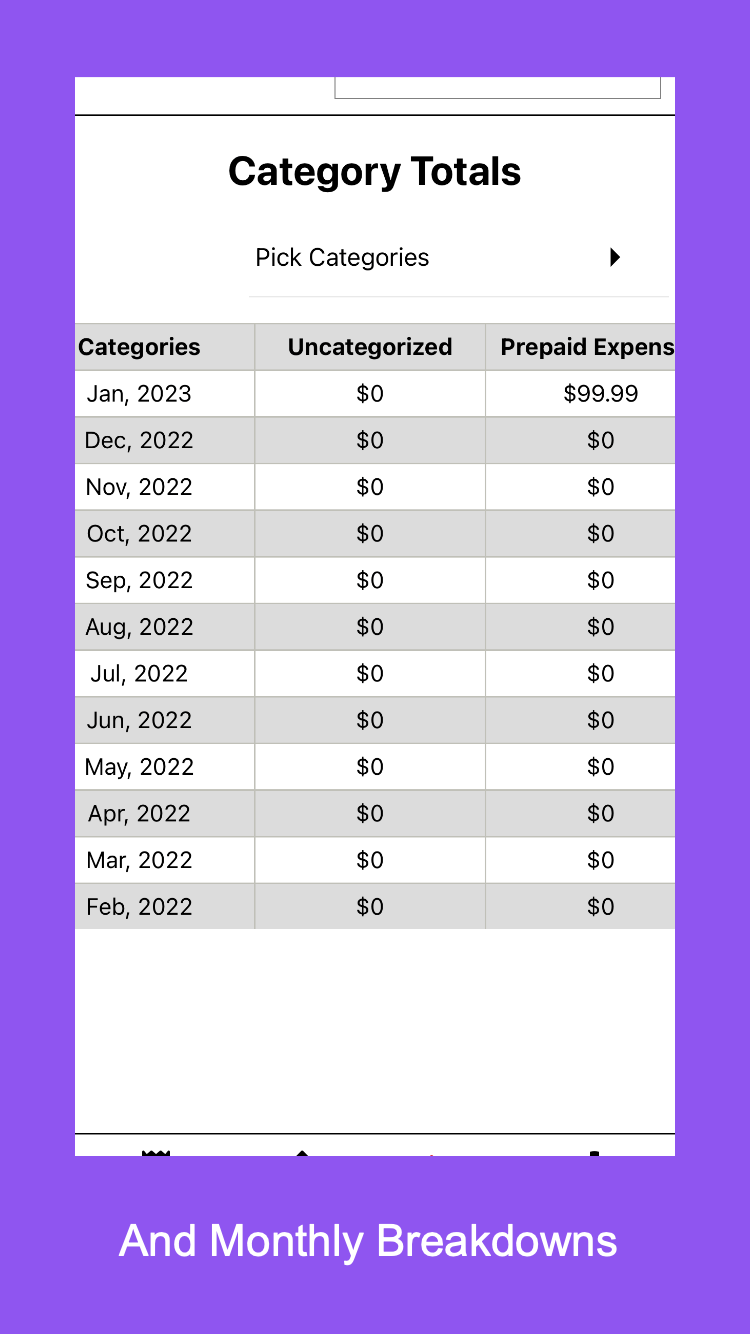 Category Totals
Pick Categories
Categories Uncategorized Prepaid Expens
Jan, 2023 $0 $99.99
Dec, 2022 $0 $0
Nov, 2022 $0 $0
Oct, 2022 $0 $0
Sep, 2022 $0 $0
Aug, 2022 $0 $0
Jul, 2022 $0 $0
Jun, 2022 $0 $0
May, 2022 $0 $0
Apr, 2022 $0 $0
Mar, 2022 $0 $0
Feb, 2022 $0 $0
And Monthly Breakdowns